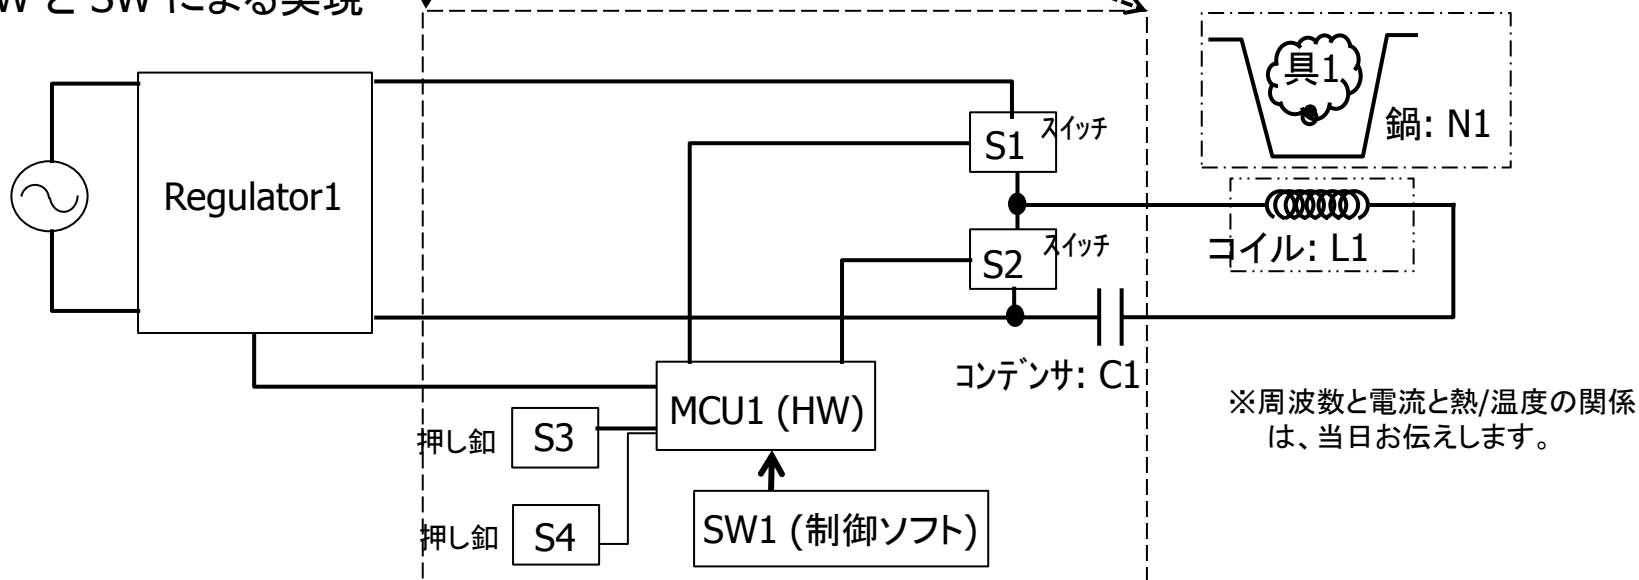 W と SW による実現
具1
鍋: N1
Regulator1
S1
スイッチ
S2
スイッチ
コイル: L1
コンデンサ: C1
MCU1 (HW)
押し釦
S3
押し釦
S4
SW1 (制御ソフト)
※周波数と電流と熱/温度の関係
は、当日お伝えします。